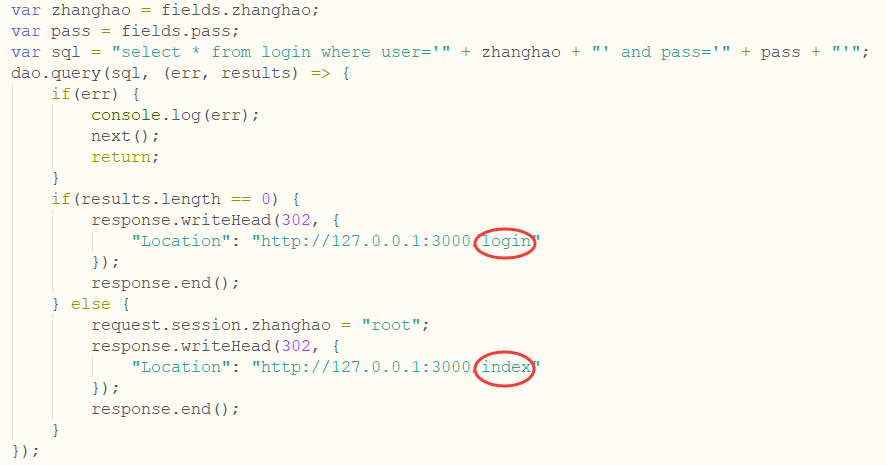 var zhanghao = fields.zhanghao;
var pass = fields.pass;
var sql = "select * from login where user='" + zhanghao + "' and pass='" + pass + "'";
dao.query(sql, (err, results) => {
    if(err) {
        console.log(err);
        next();
        return;
    }
    if(results.length == 0) {
        response.writeHead(302, {
            "Location": "http://127.0.0.1:3000/login"
        });
        response.end();
    } else {
        request.session.zhanghao = "root";
        response.writeHead(302, {
            "Location": "http://127.0.0.1:3000/index"
        });
        response.end();
    }
});